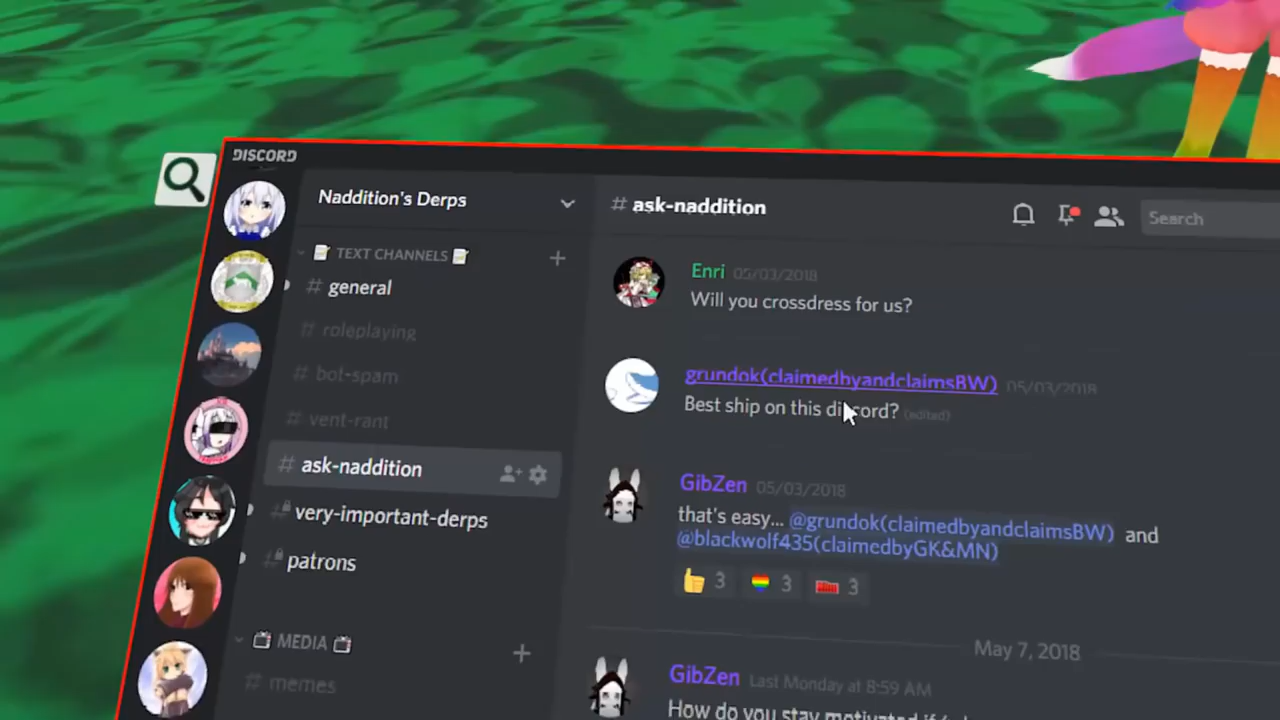 DISCORD
Naddition's Derps
TEXT CHANNELS
# general
# roleplaying
# bot-spam
# vent-rant
# ask-naddition
# very-important-derps
# patrons
MEDIA
# memes
# ask-naddition
Search
Enri 05/03/2018
Will you crossdress for us?
grundok(claimedbyandclaimsBW) 05/03/2018
Best ship on this discord? (edited)
GibZen 05/03/2018
that's easy... @grundok(claimedbyandclaimsBW) and
@blackwolf435(claimedbyGK&MN)
3 3 3
May 7, 2018
GibZen Last Monday at 8:59 AM
How do you stay motivated if